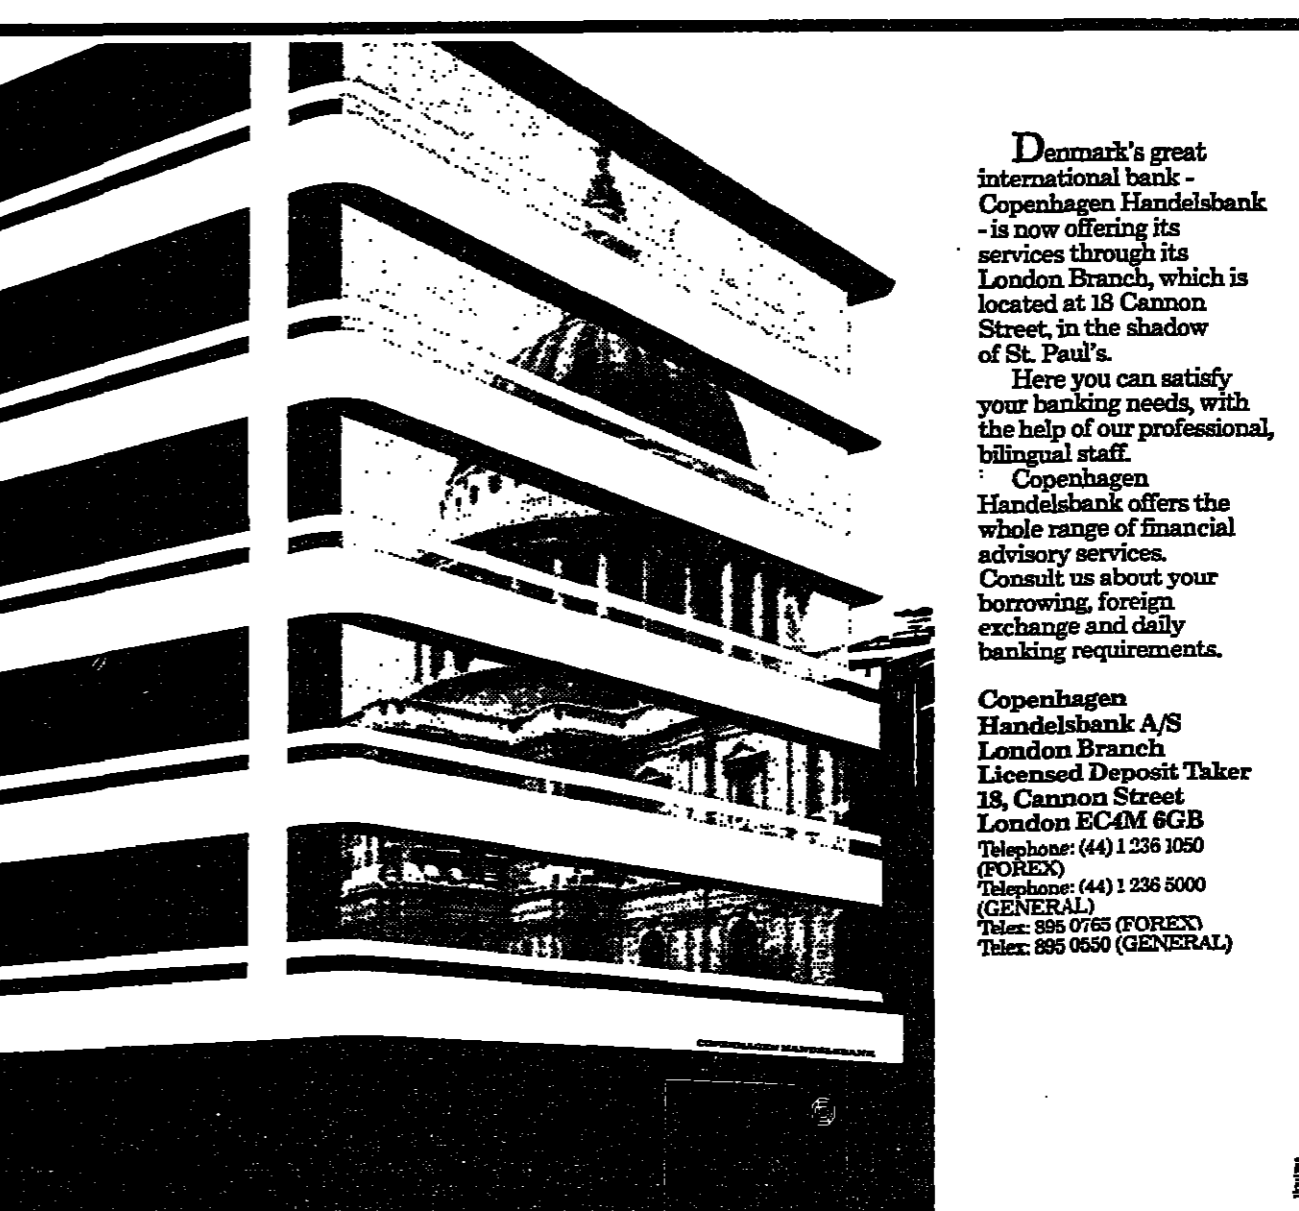 Denmark's great
international bank -
Copenhagen Handelsbank
- is now offering its
services through its
London Branch, which is
located at 18 Cannon
Street, in the shadow
of St. Paul's.
Here you can satisfy
your banking needs, with
the help of our professional,
bilingual staff.
Copenhagen
Handelsbank offers the
whole range of financial
advisory services.
Consult us about your
borrowing, foreign
exchange and daily
banking requirements.
Copenhagen
Handelsbank A/S
London Branch
Licensed Deposit Taker
18, Cannon Street
London EC4M 6GB
Telephone: (44) 1 236 1050
(FOREX)
Telephone: (44) 1 236 5000
(GENERAL)
Telex: 895 0765 (FOREX)
Telex: 895 0550 (GENERAL)
COPENHAGEN HANDELSBANK